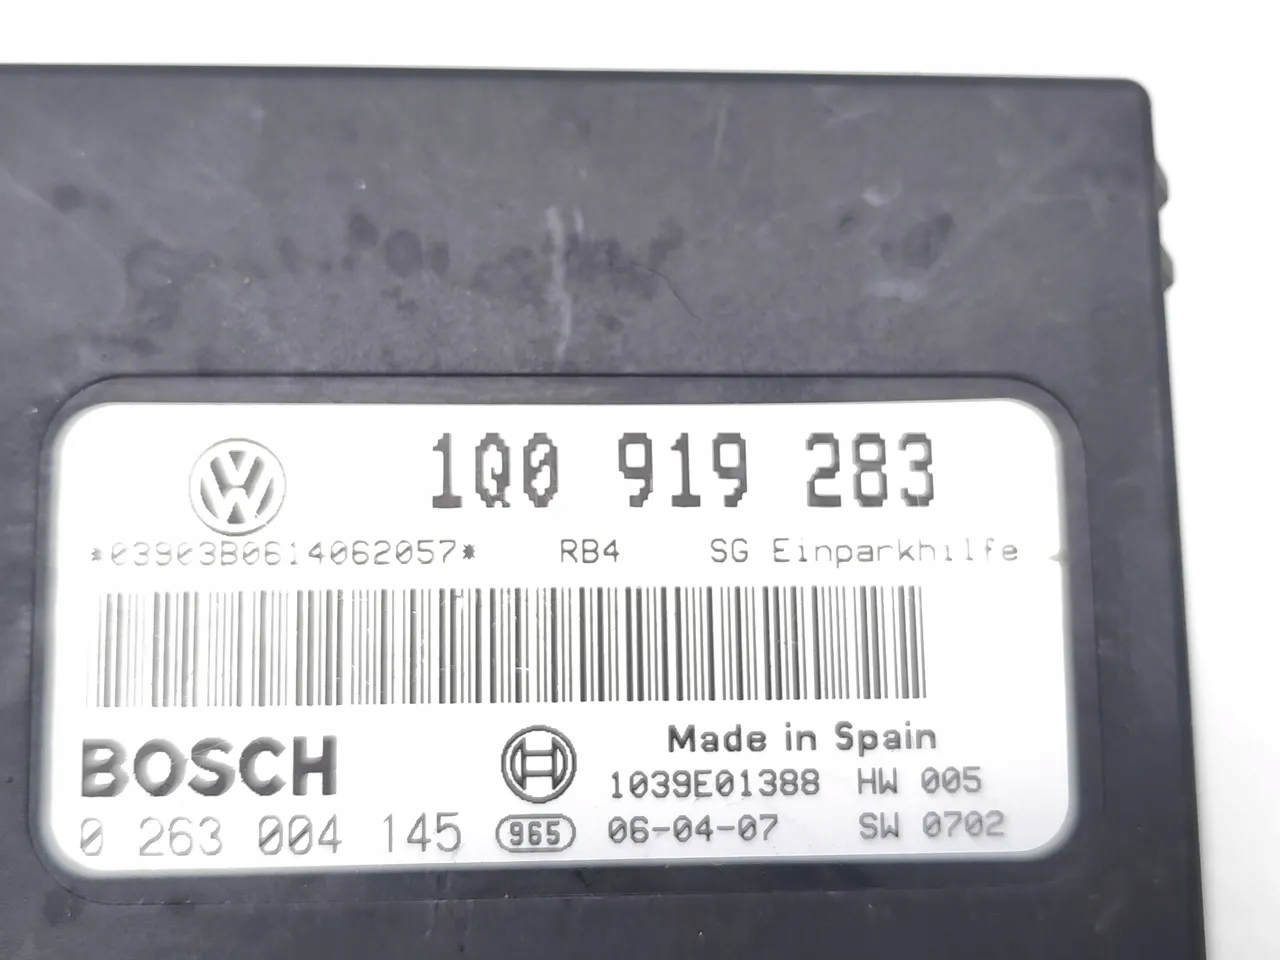 1Q0 919 283
*03903B0614062057* RB4 SG Einparkhilfe
BOSCH
Made in Spain
1039E01388 HW 005
0 263 004 145 965 06-04-07 SW 0702